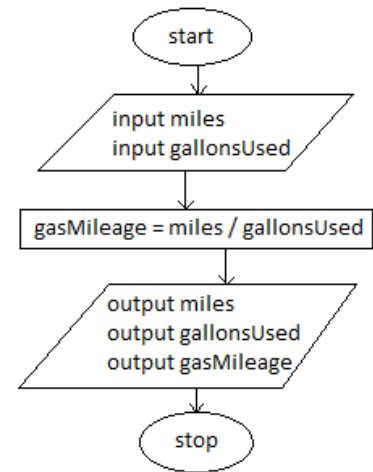 start
input miles
input gallonsUsed
gasMileage = miles / gallonsUsed
output miles
output gallonsUsed
output gasMileage
stop